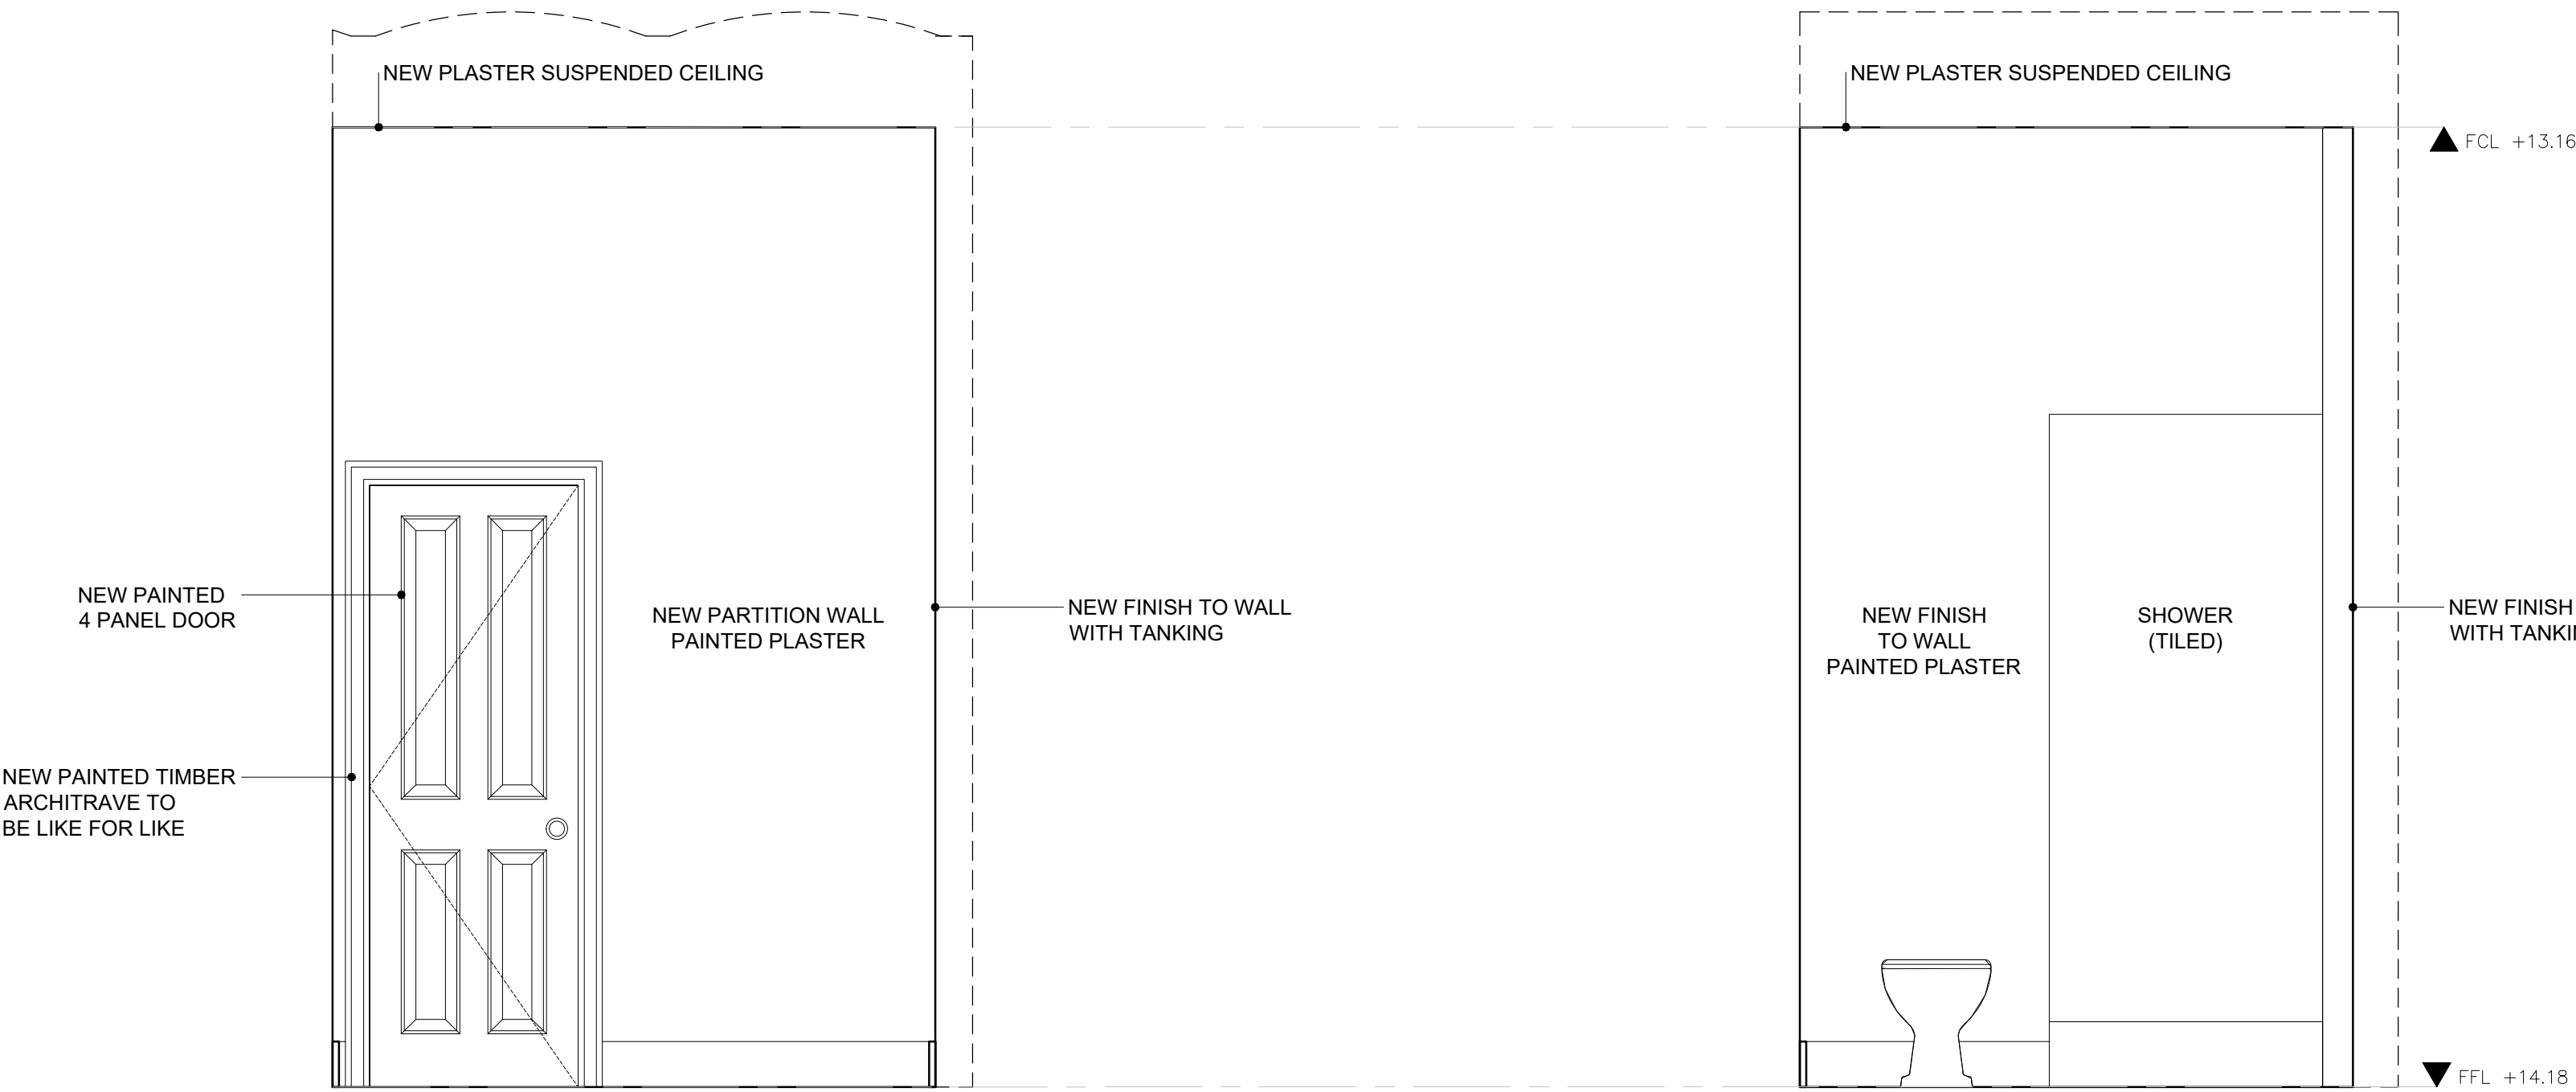 NEW PLASTER SUSPENDED CEILING
NEW PAINTED
4 PANEL DOOR
NEW PAINTED TIMBER
ARCHITRAVE TO
BE LIKE FOR LIKE
NEW PARTITION WALL
PAINTED PLASTER
NEW FINISH TO WALL
WITH TANKING
NEW PLASTER SUSPENDED CEILING
FCL +13.16
NEW FINISH
TO WALL
PAINTED PLASTER
SHOWER
(TILED)
NEW FINISH
WITH
FFL +14.18